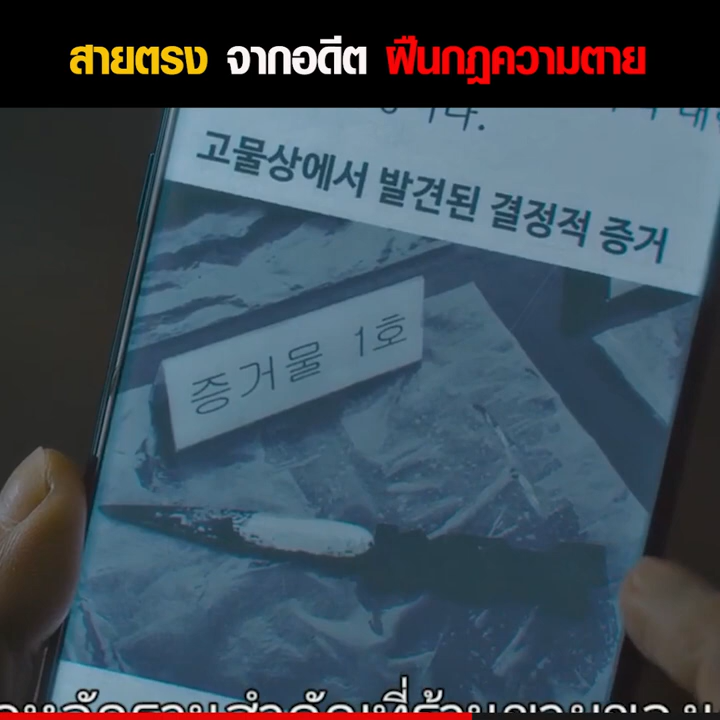 สายตรง จากอดีต ฝืนกฎความตาย
고물상에서 발견된 결정적 증거
증거물 1호